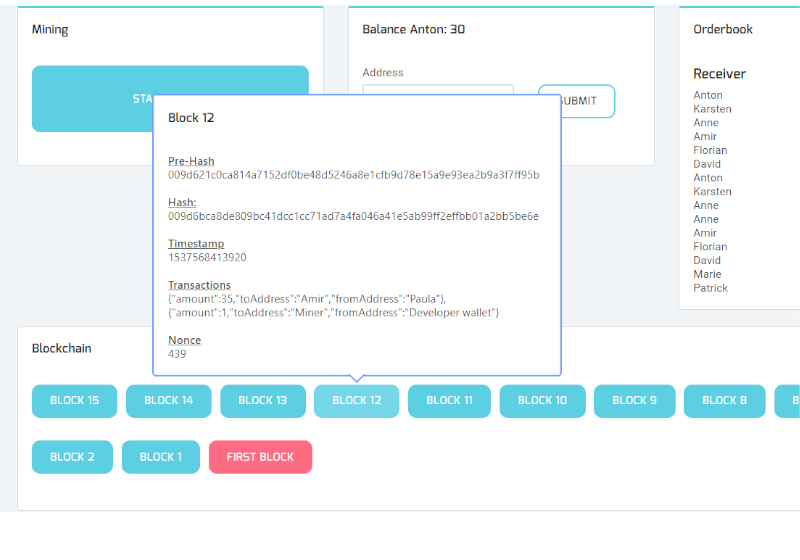 Mining
Balance Anton: 30
Orderbook
Address
Receiver
STA
SUBMIT
Anton
Karsten
Anne
Amir
Florian
David
Anton
Karsten
Anne
Anne
Amir
Florian
David
Marie
Patrick
Block 12
Pre-Hash
009d621c0ca814a7152df0be48d5246a8e1cfb9d78e15a9e93ea2b9a3f7ff95b
Hash:
009d6bca8de809bc41dcc1cc71ad7a4fa046a41e5ab99ff2effbb01a2bb5be6e
Timestamp
1537568413920
Transactions
{"amount":35,"toAddress":"Amir","fromAddress":"Paula"},
{"amount":1,"toAddress":"Miner","fromAddress":"Developer wallet"}
Nonce
439
Blockchain
BLOCK 15 BLOCK 14 BLOCK 13 BLOCK 12 BLOCK 11 BLOCK 10 BLOCK 9 BLOCK 8 B
BLOCK 2 BLOCK 1 FIRST BLOCK